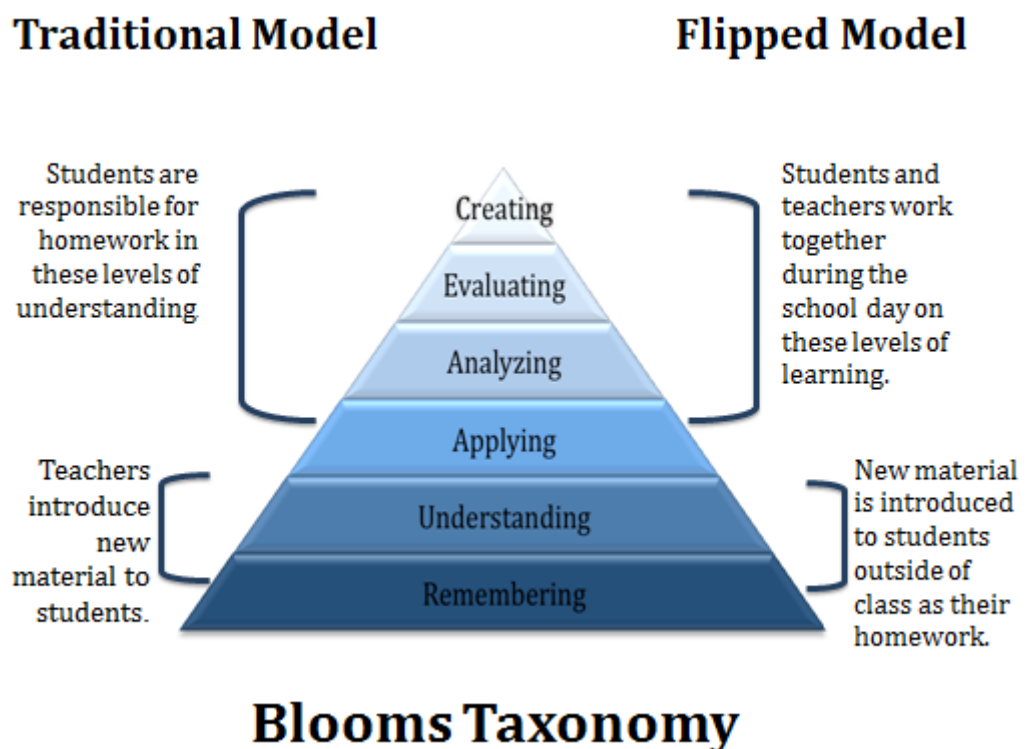 Traditional Model
Flipped Model
Students are
responsible for
homework in
these levels of
understanding
Creating
Evaluating
Analyzing
Applying
Understanding
Remembering
Students and
teachers work
together
during the
school day on
these levels of
learning.
Teachers
introduce
new
material to
students.
New material
is introduced
to students
outside of
class as their
homework.
Blooms Taxonomy